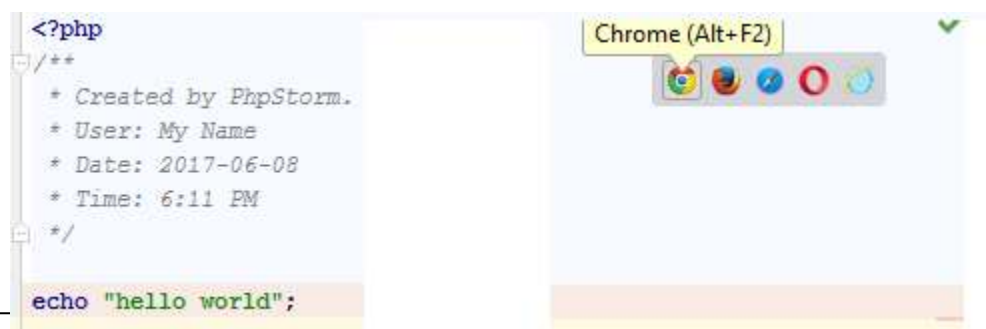 <?php
Chrome (Alt+F2)
/**
* Created by PhpStorm.
* User: My Name
* Date: 2017-06-08
* Time: 6:11 PM
*/
echo "hello world";